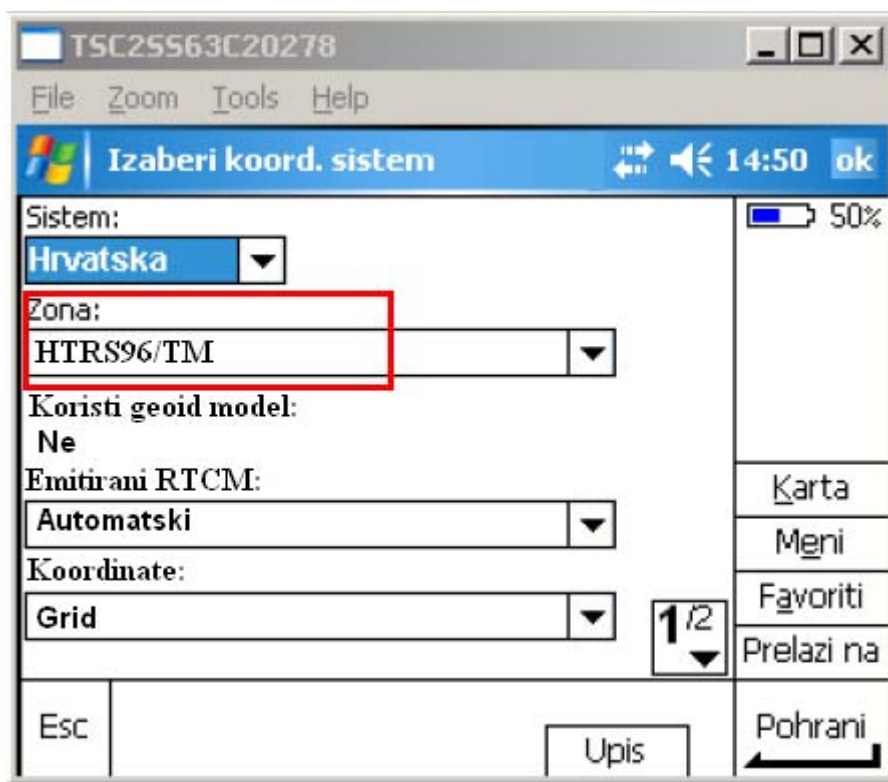 TSC25563C20278
File Zoom Tools Help
Izaberi koord. sistem 14:50 ok
Sistem:
Hrvatska
50%
Zona:
HTRS96/TM
Koristi geoid model:
Ne
Emitirani RTCM:
Automatski
Koordinate:
Grid
1/2
Karta
Meni
Favoriti
Prelazi na
Esc
Upis
Pohrani